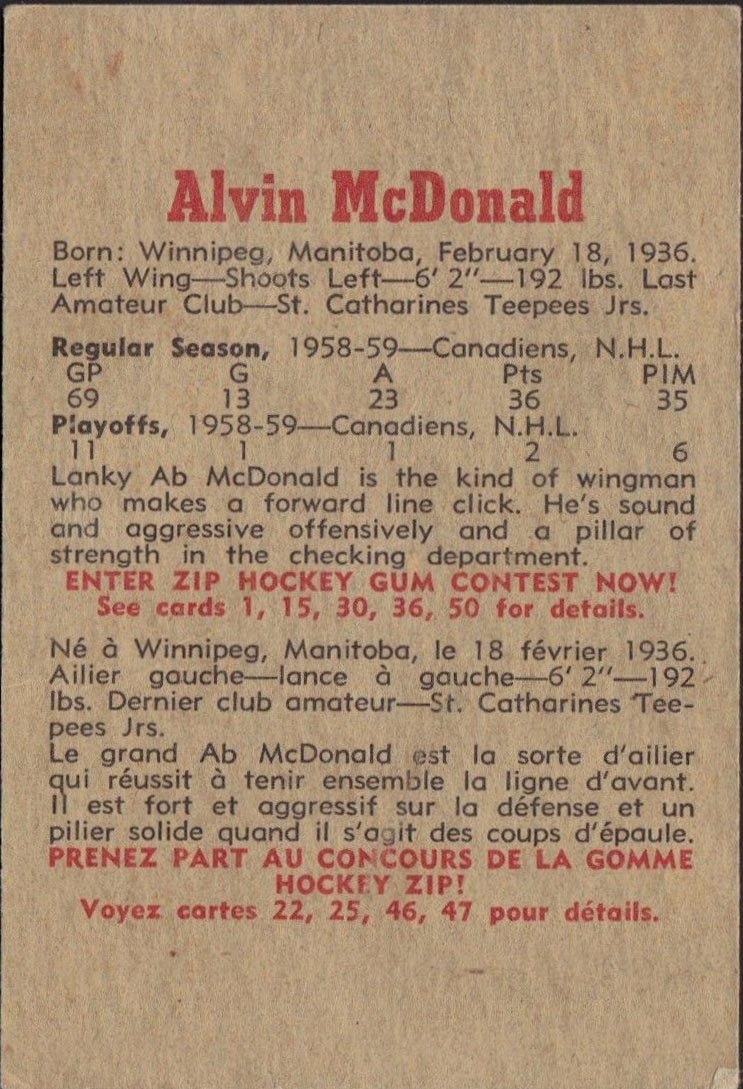 Alvin McDonald
Born: Winnipeg, Manitoba, February 18, 1936.
Left Wing—Shoots Left—6' 2"—192 lbs. Last
Amateur Club—St. Catharines Teepees Jrs.
Regular Season, 1958-59—Canadiens, N.H.L.
GP G A Pts PIM
69 13 23 36 35
Playoffs, 1958-59—Canadiens, N.H.L.
11 1 1 2 6
Lanky Ab McDonald is the kind of wingman
who makes a forward line click. He's sound
and aggressive offensively and a pillar of
strength in the checking department.
ENTER ZIP HOCKEY GUM CONTEST NOW!
See cards 1, 15, 30, 36, 50 for details.
Né à Winnipeg, Manitoba, le 18 février 1936.
Ailier gauche—lance à gauche—6' 2"—192
lbs. Dernier club amateur—St. Catharines Tee-
pees Jrs.
Le grand Ab McDonald est la sorte d'ailier
qui réussit à tenir ensemble la ligne d'avant.
Il est fort et aggressif sur la défense et un
pilier solide quand il s'agit des coups d'épaule.
PRENEZ PART AU CONCOURS DE LA GOMME
HOCKEY ZIP!
Voyez cartes 22, 25, 46, 47 pour détails.